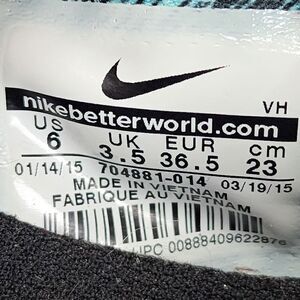 VH
nikebetterworld.com
US UK EUR cm
6 3.5 36.5 23
01/14/15 704881-014 03/19/15
MADE IN VIETNAM
FABRIQUE AU VIETNAM
UPC 00888409622876